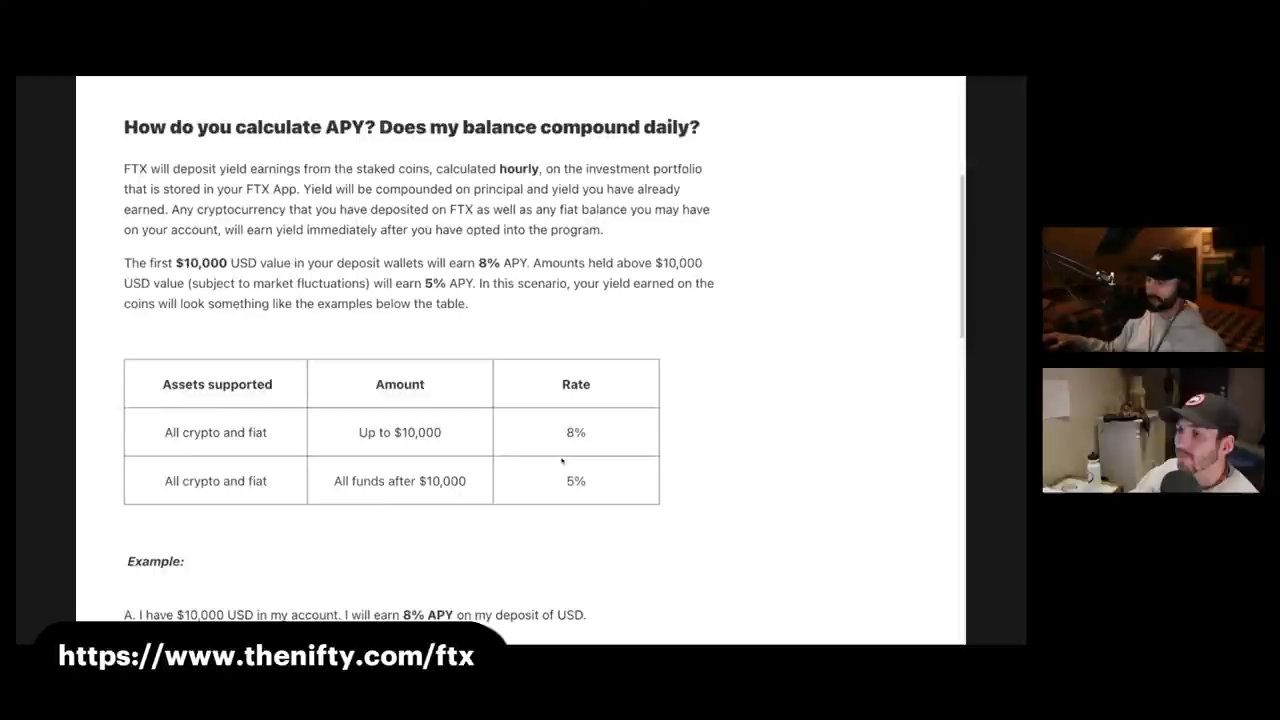 How do you calculate APY? Does my balance compound daily?
FTX will deposit yield earnings from the staked coins, calculated hourly, on the investment portfolio
that is stored in your FTX App. Yield will be compounded on principal and yield you have already
earned. Any cryptocurrency that you have deposited on FTX as well as any fiat balance you may have
on your account, will earn yield immediately after you have opted into the program.
The first $10,000 USD value in your deposit wallets will earn 8% APY. Amounts held above $10,000
USD value (subject to market fluctuations) will earn 5% APY. In this scenario, your yield earned on the
coins will look something like the examples below the table.
Assets supported Amount Rate
All crypto and fiat Up to $10,000 8%
All crypto and fiat All funds after $10,000 5%
Example:
A. I have $10,000 USD in my account. I will earn 8% APY on my deposit of USD.
https://www.thenifty.com/ftx